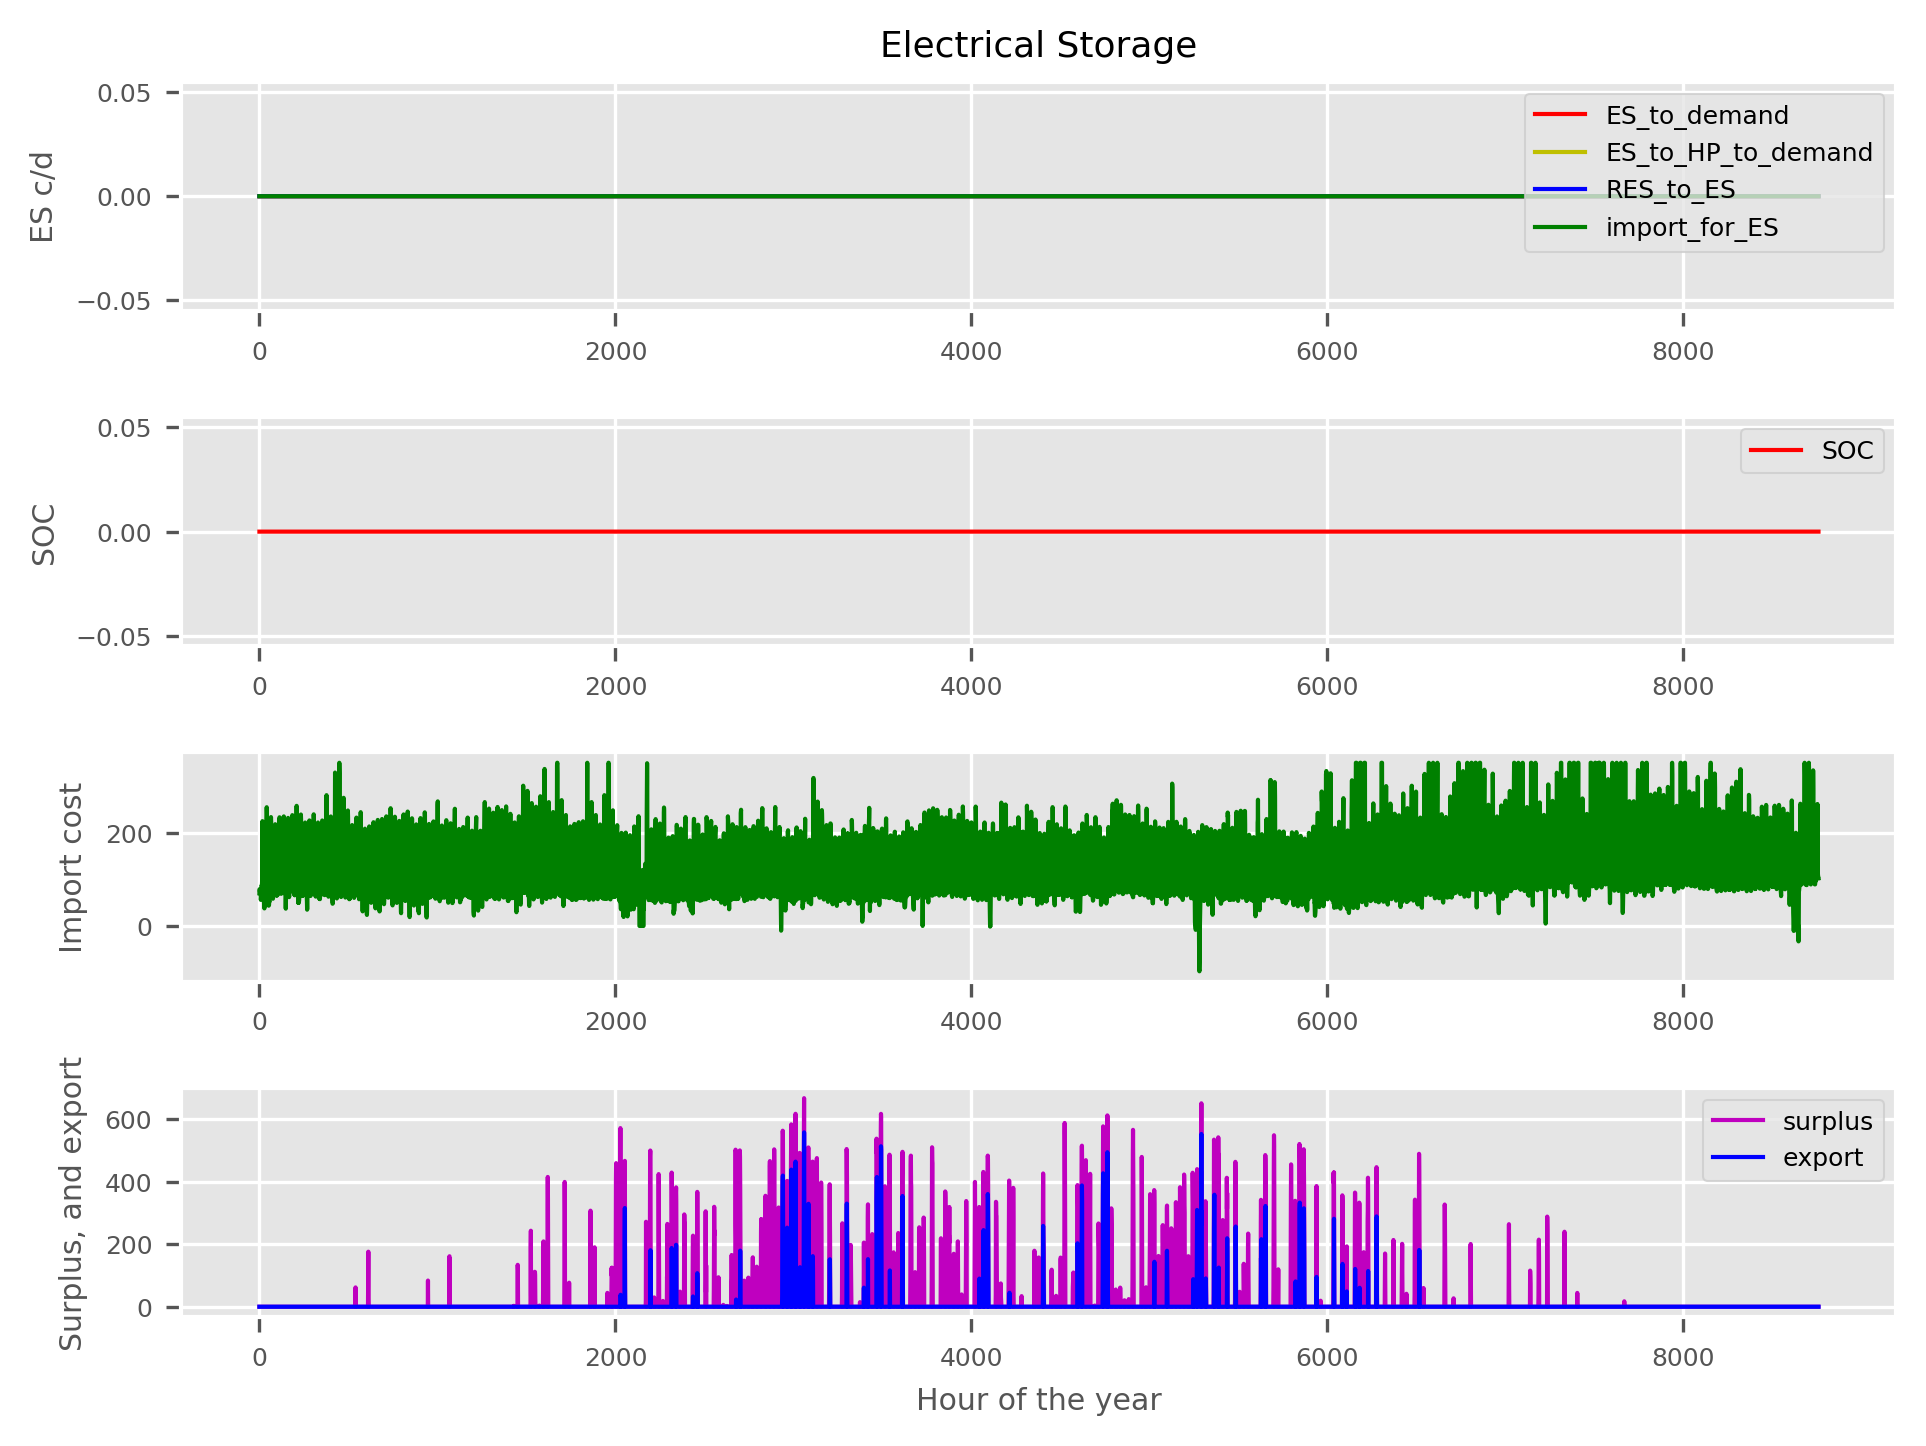 Electrical Storage
ES c/d
0.05
0.00
−0.05
ES_to_demand
ES_to_HP_to_demand
RES_to_ES
import_for_ES
0 2000 4000 6000 8000
SOC
0.05
0.00
−0.05
SOC
0 2000 4000 6000 8000
Import cost
200
0
0 2000 4000 6000 8000
Surplus, and export
600
400
200
0
surplus
export
0 2000 4000 6000 8000
Hour of the year